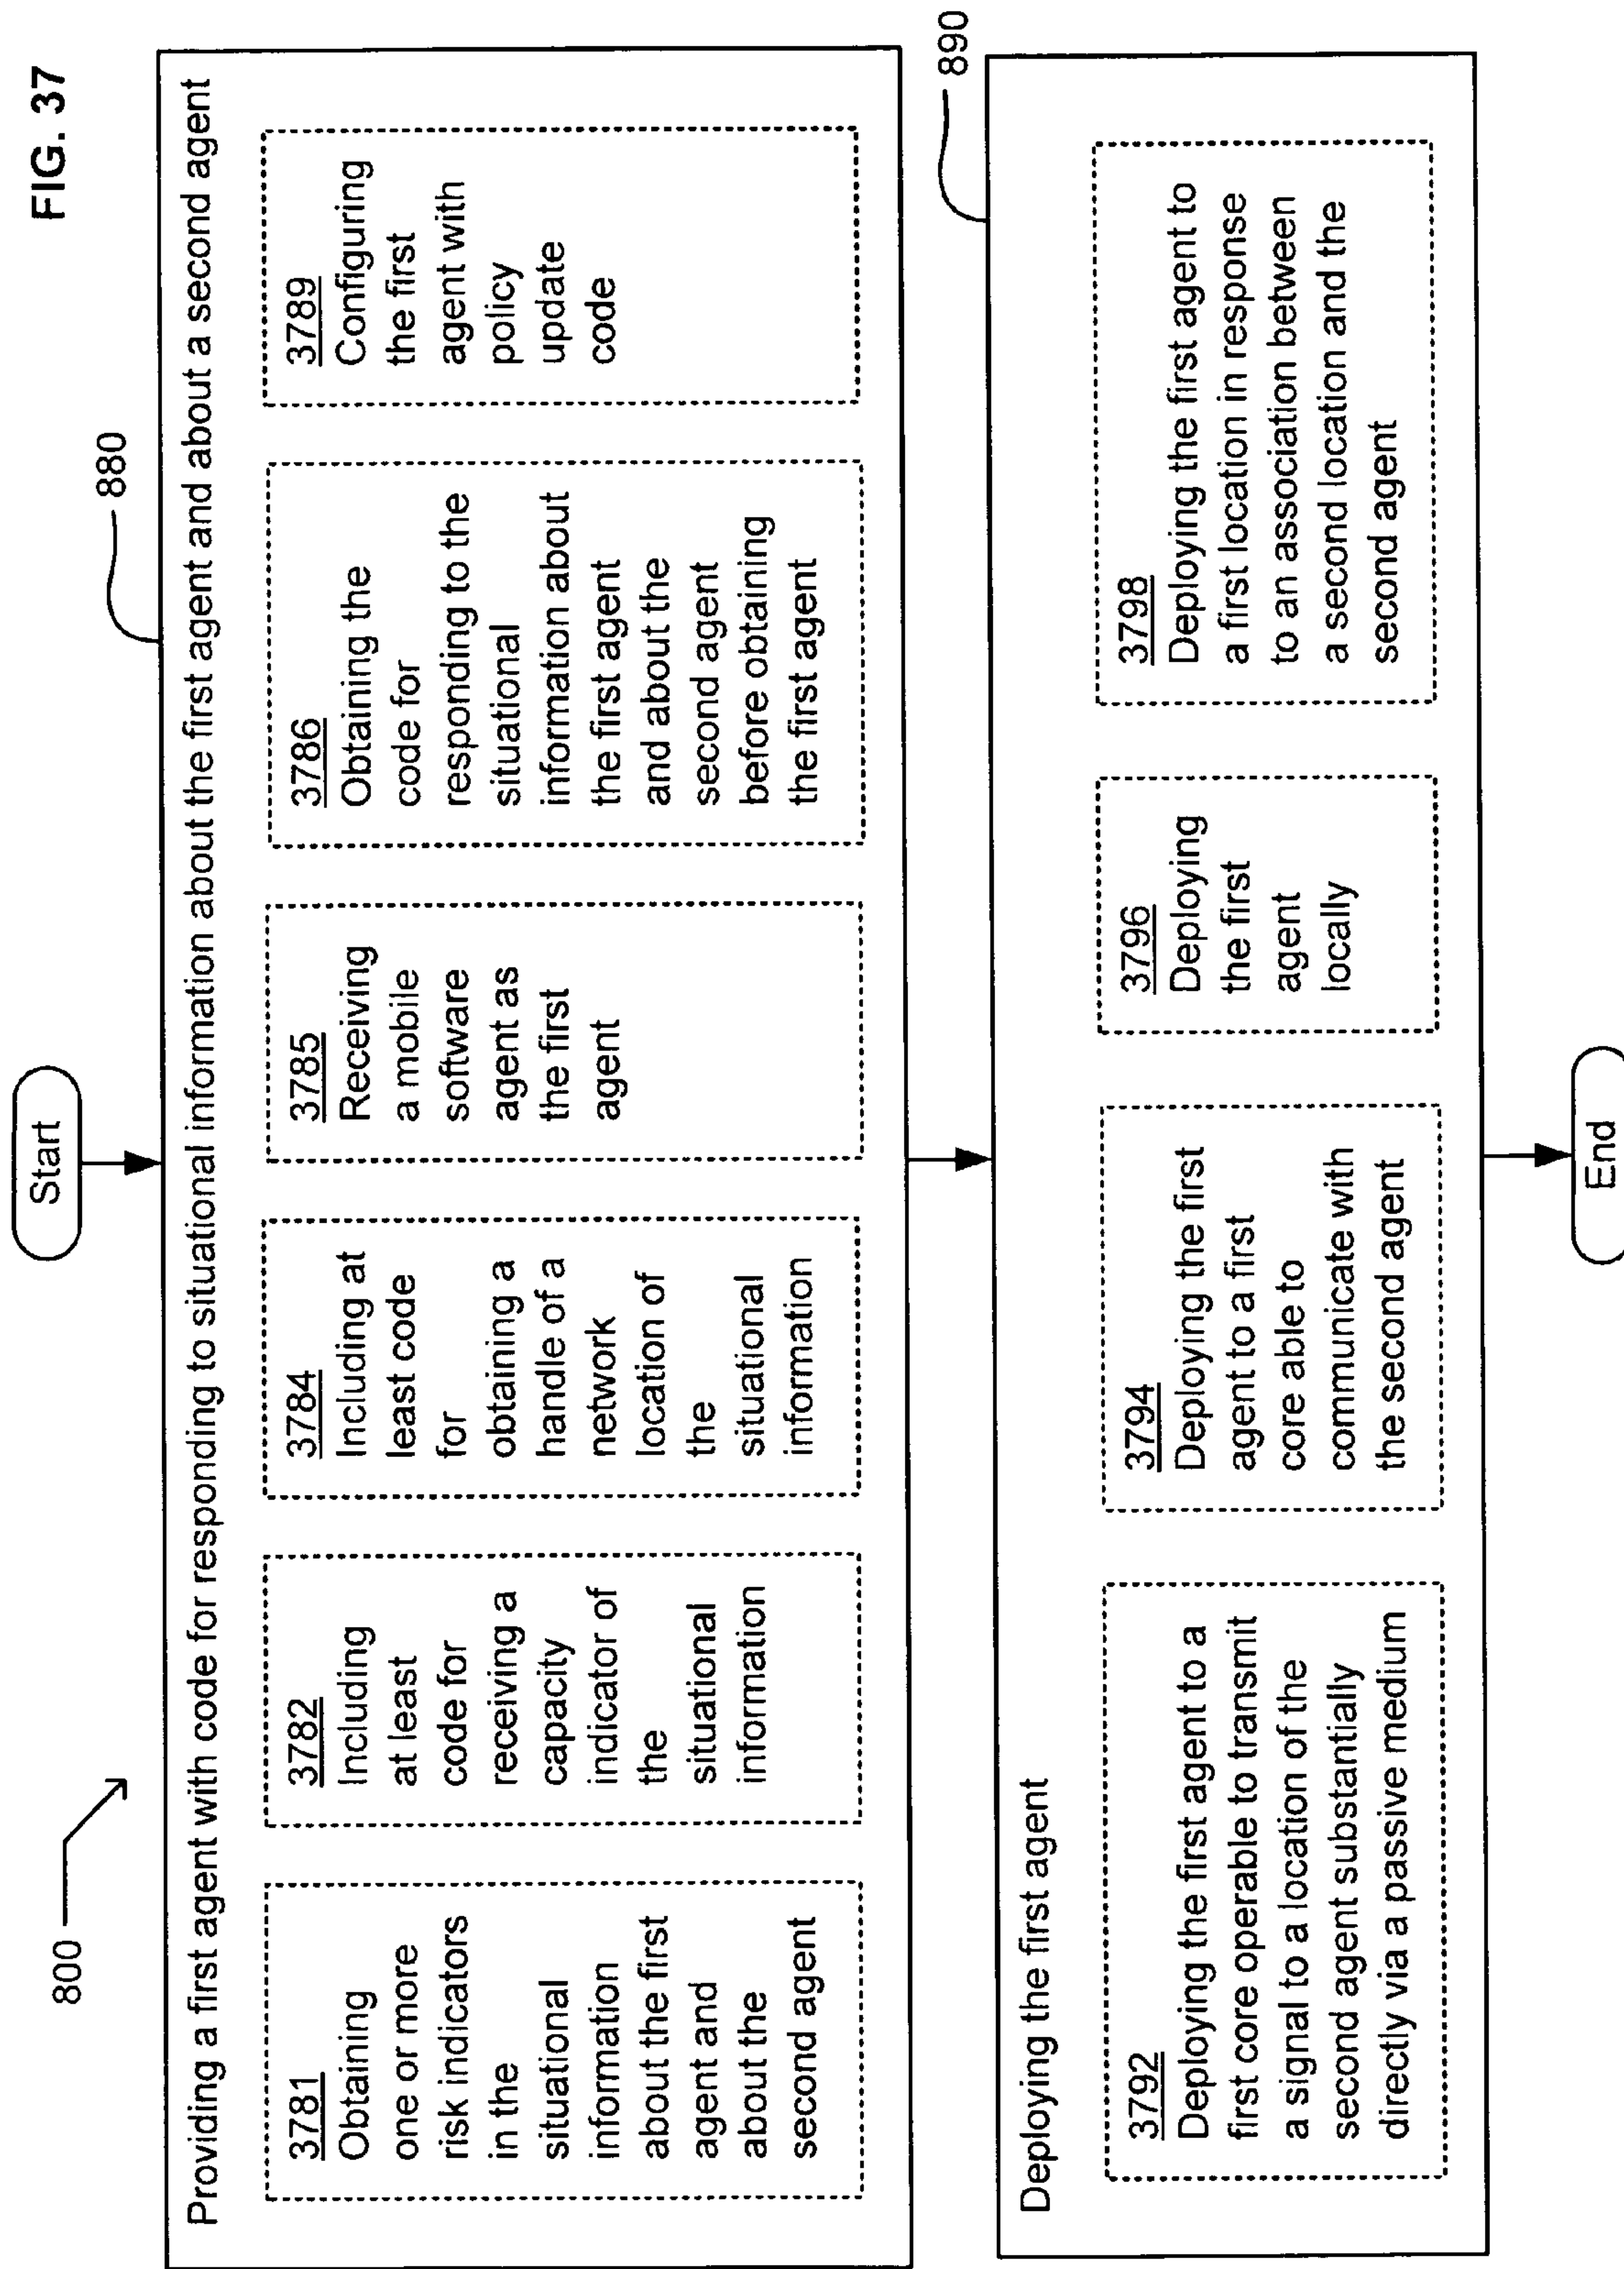 FIG. 37
800
Start
880
Providing a first agent with code for responding to situational information about the first agent and about a second agent
3781
Obtaining
one or more
risk indicators
in the
situational
information
about the first
agent and
about the
second agent
3782
Including
at least
code for
receiving a
capacity
indicator of
the
situational
information
3784
Including at
least code
for
obtaining a
handle of a
network
location of
the
situational
information
3785
Receiving
a mobile
software
agent as
the first
agent
3786
Obtaining the
code for
responding to the
situational
information about
the first agent
and about the
second agent
before obtaining
the first agent
3789
Configuring
the first
agent with
policy
update
code
890
Deploying the first agent
3792
Deploying the first agent to a
first core operable to transmit
a signal to a location of the
second agent substantially
directly via a passive medium
3794
Deploying the first
agent to a first
core able to
communicate with
the second agent
3796
Deploying
the first
agent
locally
3798
Deploying the first agent to
a first location in response
to an association between
a second location and the
second agent
End